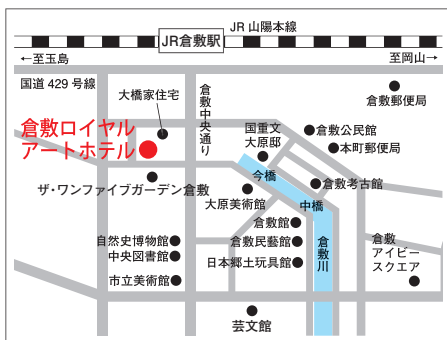 JR山陽本線
JR倉敷駅
←至玉島
至岡山→
国道429号線
大橋家住宅
倉敷中央通り
倉敷郵便局
倉敷ロイヤル
アートホテル
国重文
大原邸
倉敷公民館
本町郵便局
今橋
ザ・ワンファイブガーデン倉敷
倉敷考古館
大原美術館
中橋
倉敷館
自然史博物館
倉敷民藝館
倉敷川
倉敷
アイビー
スクエア
中央図書館
日本郷土玩具館
市立美術館
芸文館